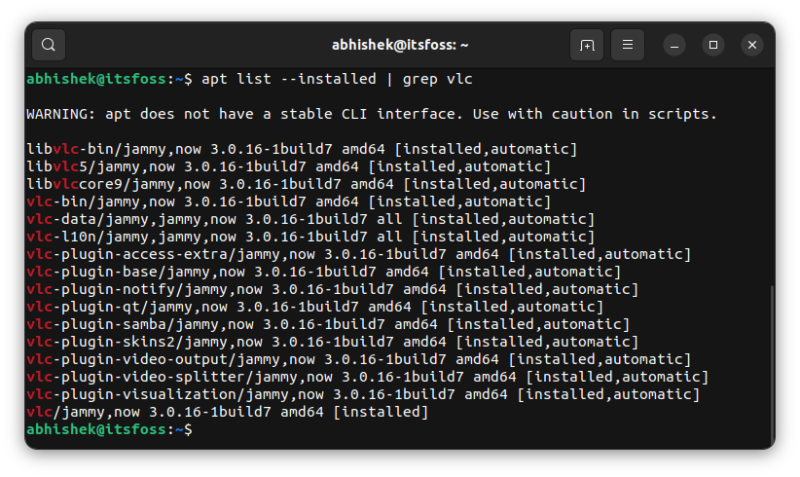 abhishek@itsfoss: ~
abhishek@itsfoss:~$ apt list --installed | grep vlc
WARNING: apt does not have a stable CLI interface. Use with caution in scripts.
libvlc-bin/jammy,now 3.0.16-1build7 amd64 [installed,automatic]
libvlc5/jammy,now 3.0.16-1build7 amd64 [installed,automatic]
libvlccore9/jammy,now 3.0.16-1build7 amd64 [installed,automatic]
vlc-bin/jammy,now 3.0.16-1build7 amd64 [installed,automatic]
vlc-data/jammy,jammy,now 3.0.16-1build7 all [installed,automatic]
vlc-l10n/jammy,jammy,now 3.0.16-1build7 all [installed,automatic]
vlc-plugin-access-extra/jammy,now 3.0.16-1build7 amd64 [installed,automatic]
vlc-plugin-base/jammy,now 3.0.16-1build7 amd64 [installed,automatic]
vlc-plugin-notify/jammy,now 3.0.16-1build7 amd64 [installed,automatic]
vlc-plugin-qt/jammy,now 3.0.16-1build7 amd64 [installed,automatic]
vlc-plugin-samba/jammy,now 3.0.16-1build7 amd64 [installed,automatic]
vlc-plugin-skins2/jammy,now 3.0.16-1build7 amd64 [installed,automatic]
vlc-plugin-video-output/jammy,now 3.0.16-1build7 amd64 [installed,automatic]
vlc-plugin-video-splitter/jammy,now 3.0.16-1build7 amd64 [installed,automatic]
vlc-plugin-visualization/jammy,now 3.0.16-1build7 amd64 [installed,automatic]
vlc/jammy,now 3.0.16-1build7 amd64 [installed]
abhishek@itsfoss:~$